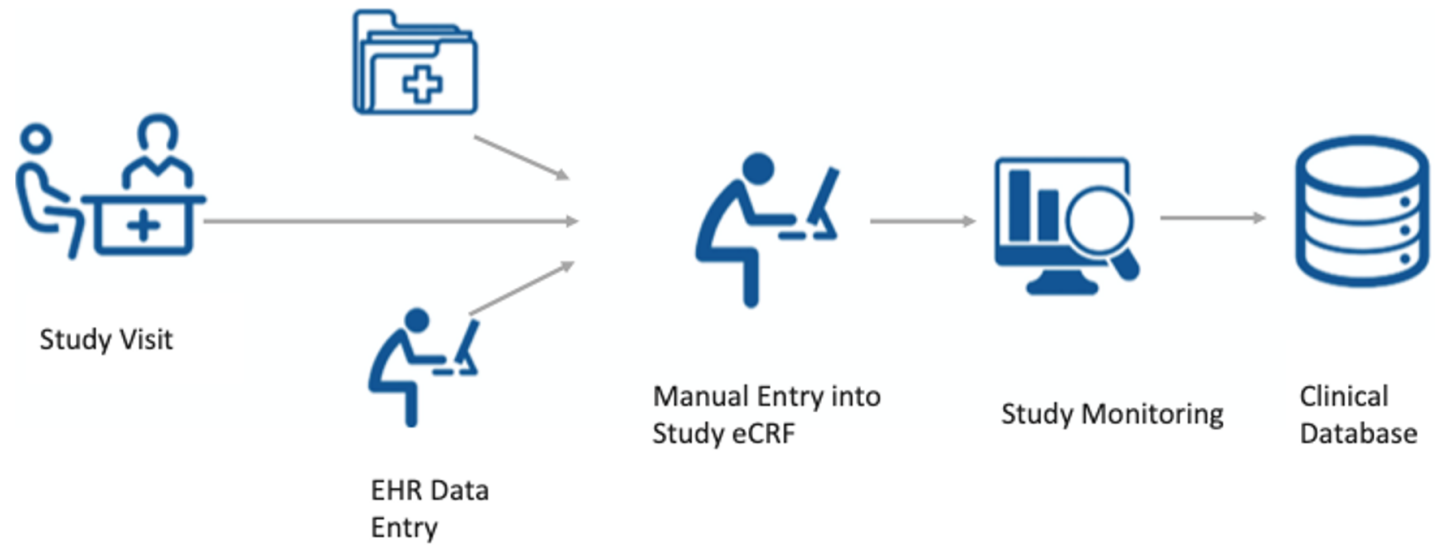 Study Visit
EHR Data
Entry
Manual Entry into
Study eCRF
Study Monitoring
Clinical
Database